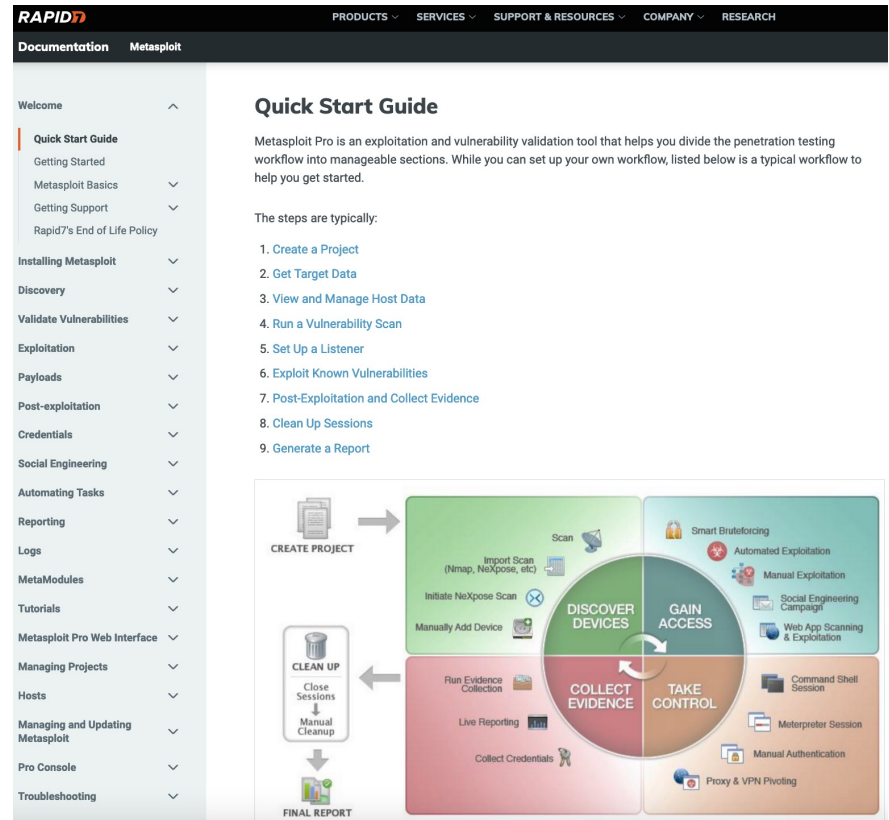 RAPID7
PRODUCTS
SERVICES
SUPPORT & RESOURCES
COMPANY
RESEARCH
Documentation
Metasploit
Welcome
Quick Start Guide
Getting Started
Metasploit Basics
Getting Support
Rapid7's End of Life Policy
Installing Metasploit
Discovery
Validate Vulnerabilities
Exploitation
Payloads
Post-exploitation
Credentials
Social Engineering
Automating Tasks
Reporting
Logs
MetaModules
Tutorials
Metasploit Pro Web Interface
Managing Projects
Hosts
Managing and Updating
Metasploit
Pro Console
Troubleshooting
Quick Start Guide
Metasploit Pro is an exploitation and vulnerability validation tool that helps you divide the penetration testing
workflow into manageable sections. While you can set up your own workflow, listed below is a typical workflow to
help you get started.
The steps are typically:
1. Create a Project
2. Get Target Data
3. View and Manage Host Data
4. Run a Vulnerability Scan
5. Set Up a Listener
6. Exploit Known Vulnerabilities
7. Post-Exploitation and Collect Evidence
8. Clean Up Sessions
9. Generate a Report
CREATE PROJECT
Scan
Import Scan
(Nmap, NeXpose, etc)
Initiate NeXpose Scan
Manually Add Device
DISCOVER
DEVICES
GAIN
ACCESS
Smart Bruteforcing
Automated Exploitation
Manual Exploitation
Social Engineering
Campaign
Web App Scanning
& Exploitation
CLEAN UP
Close
Sessions
Manual
Cleanup
FINAL REPORT
Run Evidence
Collection
Live Reporting
Collect Credentials
COLLECT
EVIDENCE
TAKE
CONTROL
Command Shell
Session
Meterpreter Session
Manual Authentication
Proxy & VPN Pivoting